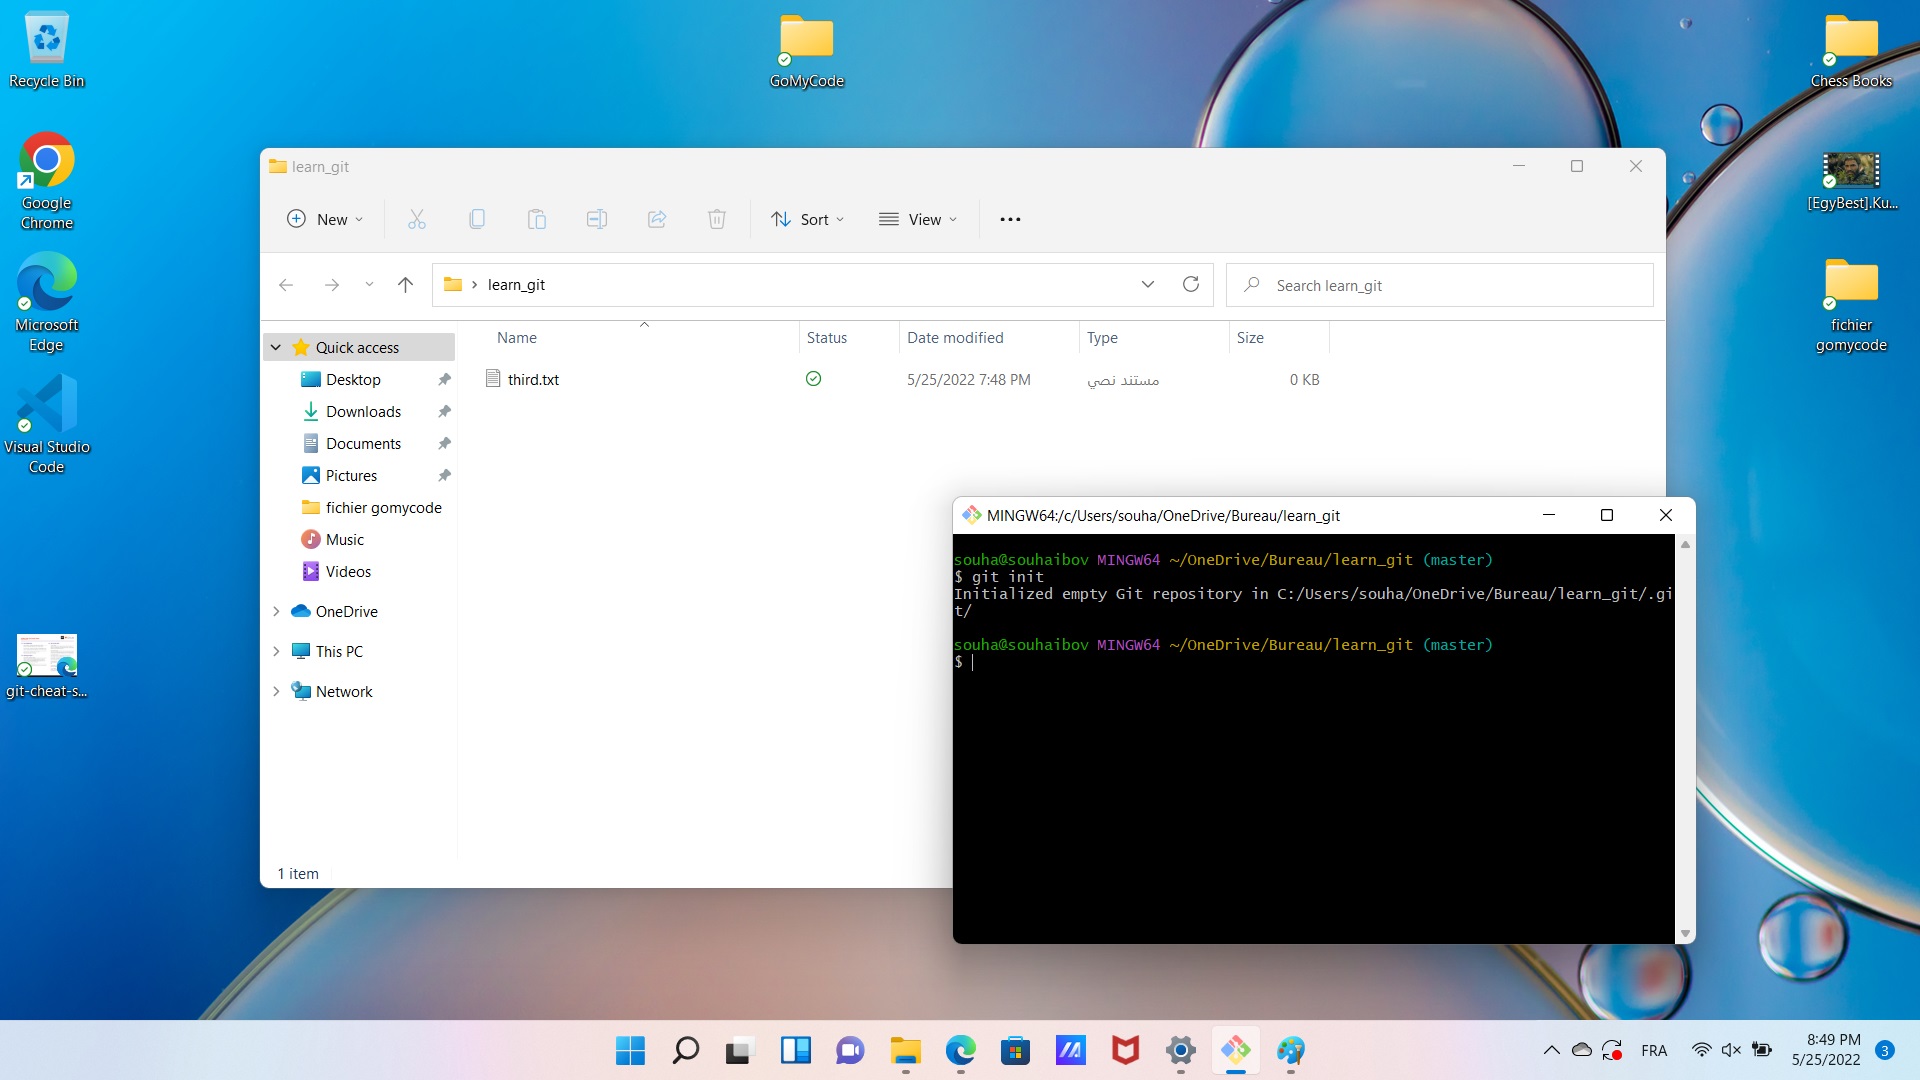 Recycle Bin
GoMyCode
Chess Books
Google
Chrome
[EgyBest].Ku...
Microsoft
Edge
fichier
gomycode
Visual Studio
Code
git-cheat-s...
learn_git
New
Sort
View
learn_git
Search learn_git
Name
Status
Date modified
Type
Size
Quick access
third.txt
5/25/2022 7:48 PM
مستند نصي
0 KB
Desktop
Downloads
Documents
Pictures
fichier gomycode
Music
Videos
OneDrive
This PC
Network
1 item
MINGW64:/c/Users/souha/OneDrive/Bureau/learn_git
souha@souhaibov MINGW64 ~/OneDrive/Bureau/learn_git (master)
$ git init
Initialized empty Git repository in C:/Users/souha/OneDrive/Bureau/learn_git/.gi
t/
souha@souhaibov MINGW64 ~/OneDrive/Bureau/learn_git (master)
$
FRA
8:49 PM
5/25/2022
3